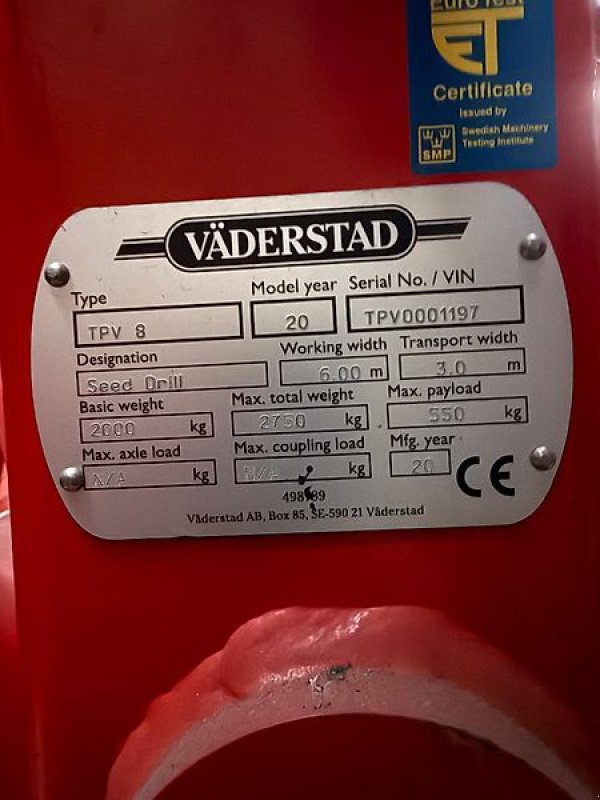 Euro Test
ET
Certificate
Issued by
SMP
Swedish Machinery
Testing Institute
VÄDERSTAD
Type
Model year
Serial No. / VIN
TPV 8
20
TPV0001197
Designation
Working width
Transport width
Seed Drill
6.00 m
3.0 m
Basic weight
Max. total weight
Max. payload
kg
2750 kg
550 kg
Max. axle load
Max. coupling load
Mfg. year
N/A kg
N/A kg
20
CE
Väderstad AB, Box 85, SE-590 21 Väderstad